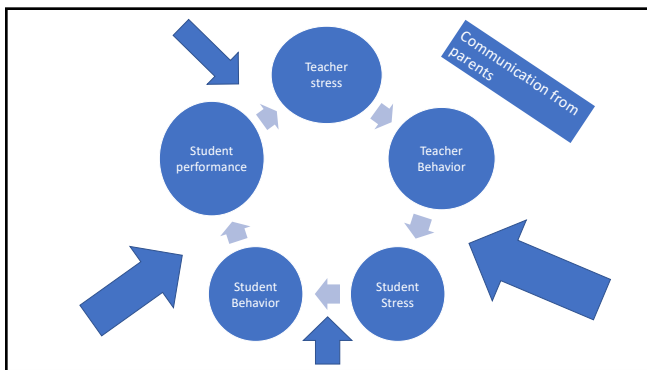 Teacher
stress
Communication from
parents
Teacher
Behavior
Student
Stress
Student
Behavior
Student
performance